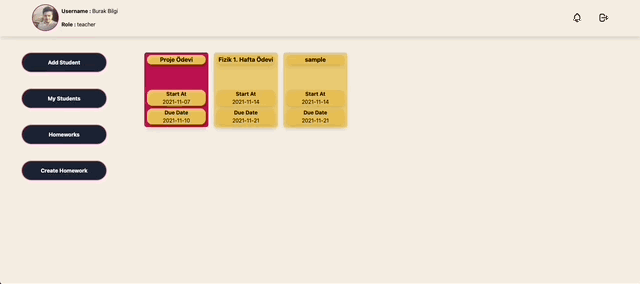 Username : Burak Bilgi
Role : teacher
Add Student
My Students
Homeworks
Create Homework
Proje Ödevi
Start At
2021-11-07
Due Date
2021-11-10
Fizik 1. Hafta Ödevi
Start At
2021-11-14
Due Date
2021-11-21
sample
Start At
2021-11-14
Due Date
2021-11-21